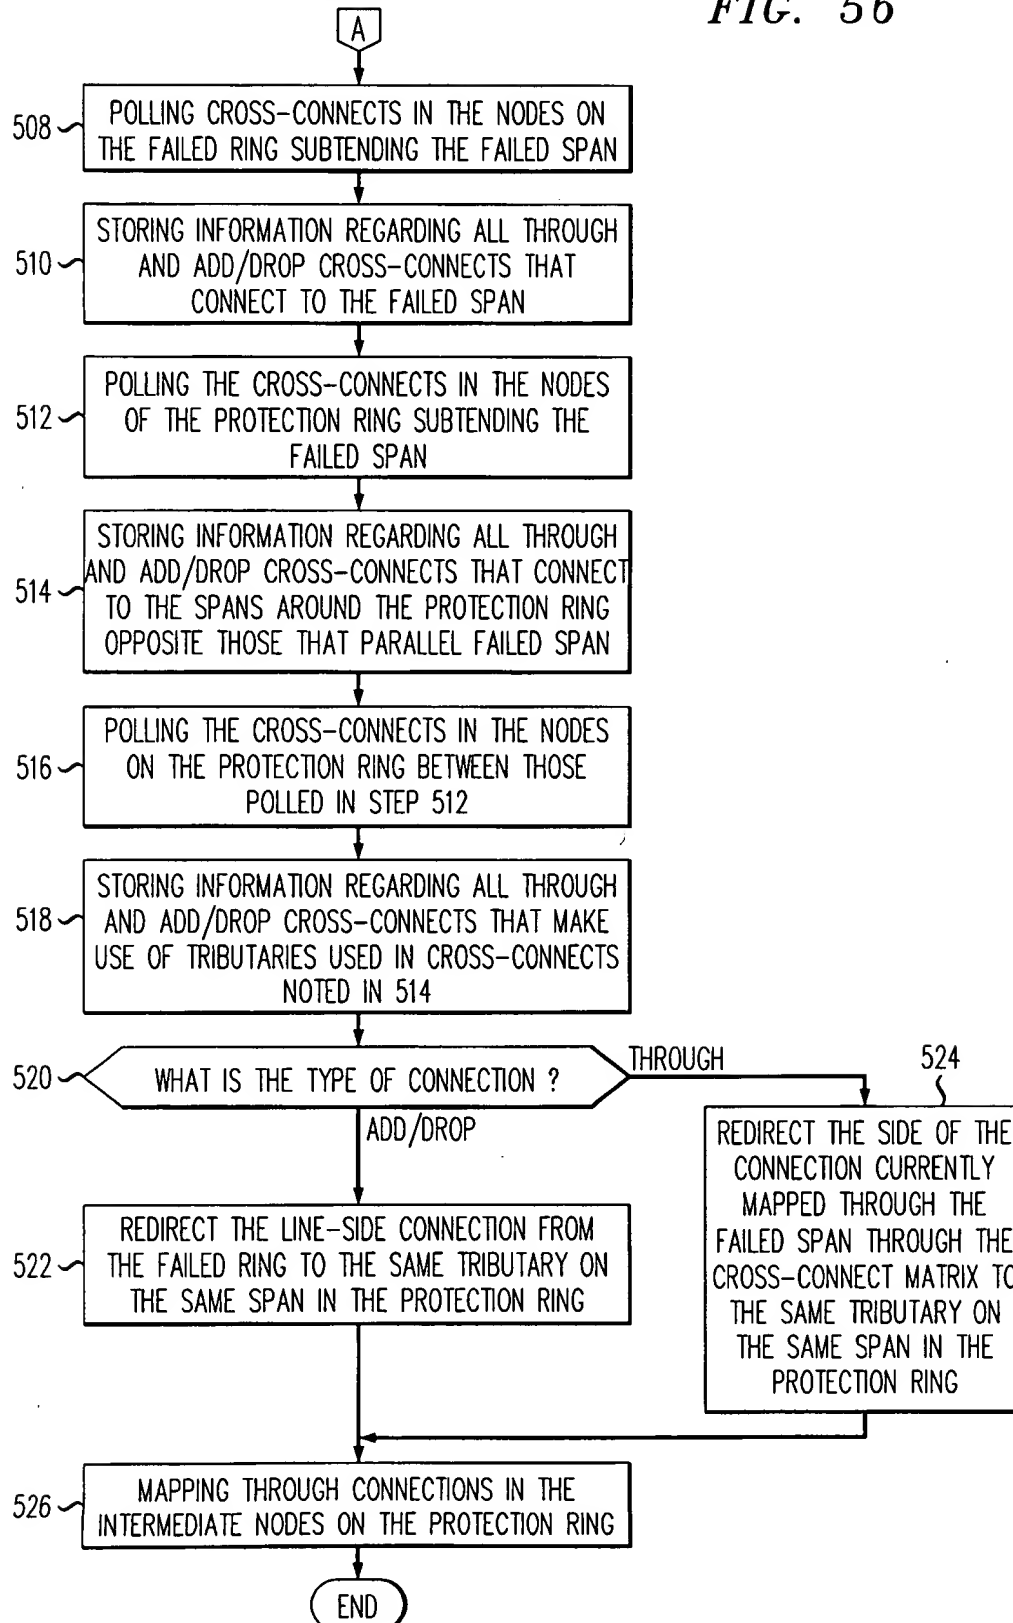 FIG. 56
A
508
POLLING CROSS-CONNECTS IN THE NODES ON
THE FAILED RING SUBTENDING THE FAILED SPAN
510
STORING INFORMATION REGARDING ALL THROUGH
AND ADD/DROP CROSS-CONNECTS THAT
CONNECT TO THE FAILED SPAN
512
POLLING THE CROSS-CONNECTS IN THE NODES
OF THE PROTECTION RING SUBTENDING THE
FAILED SPAN
514
STORING INFORMATION REGARDING ALL THROUGH
AND ADD/DROP CROSS-CONNECTS THAT CONNECT
TO THE SPANS AROUND THE PROTECTION RING
OPPOSITE THOSE THAT PARALLEL FAILED SPAN
516
POLLING THE CROSS-CONNECTS IN THE NODES
ON THE PROTECTION RING BETWEEN THOSE
POLLED IN STEP 512
518
STORING INFORMATION REGARDING ALL THROUGH
AND ADD/DROP CROSS-CONNECTS THAT MAKE
USE OF TRIBUTARIES USED IN CROSS-CONNECTS
NOTED IN 514
520
WHAT IS THE TYPE OF CONNECTION ?
THROUGH
ADD/DROP
524
REDIRECT THE SIDE OF THE
CONNECTION CURRENTLY
MAPPED THROUGH THE
FAILED SPAN THROUGH THE
CROSS-CONNECT MATRIX TO
THE SAME TRIBUTARY ON
THE SAME SPAN IN THE
PROTECTION RING
522
REDIRECT THE LINE-SIDE CONNECTION FROM
THE FAILED RING TO THE SAME TRIBUTARY ON
THE SAME SPAN IN THE PROTECTION RING
526
MAPPING THROUGH CONNECTIONS IN THE
INTERMEDIATE NODES ON THE PROTECTION RING
END